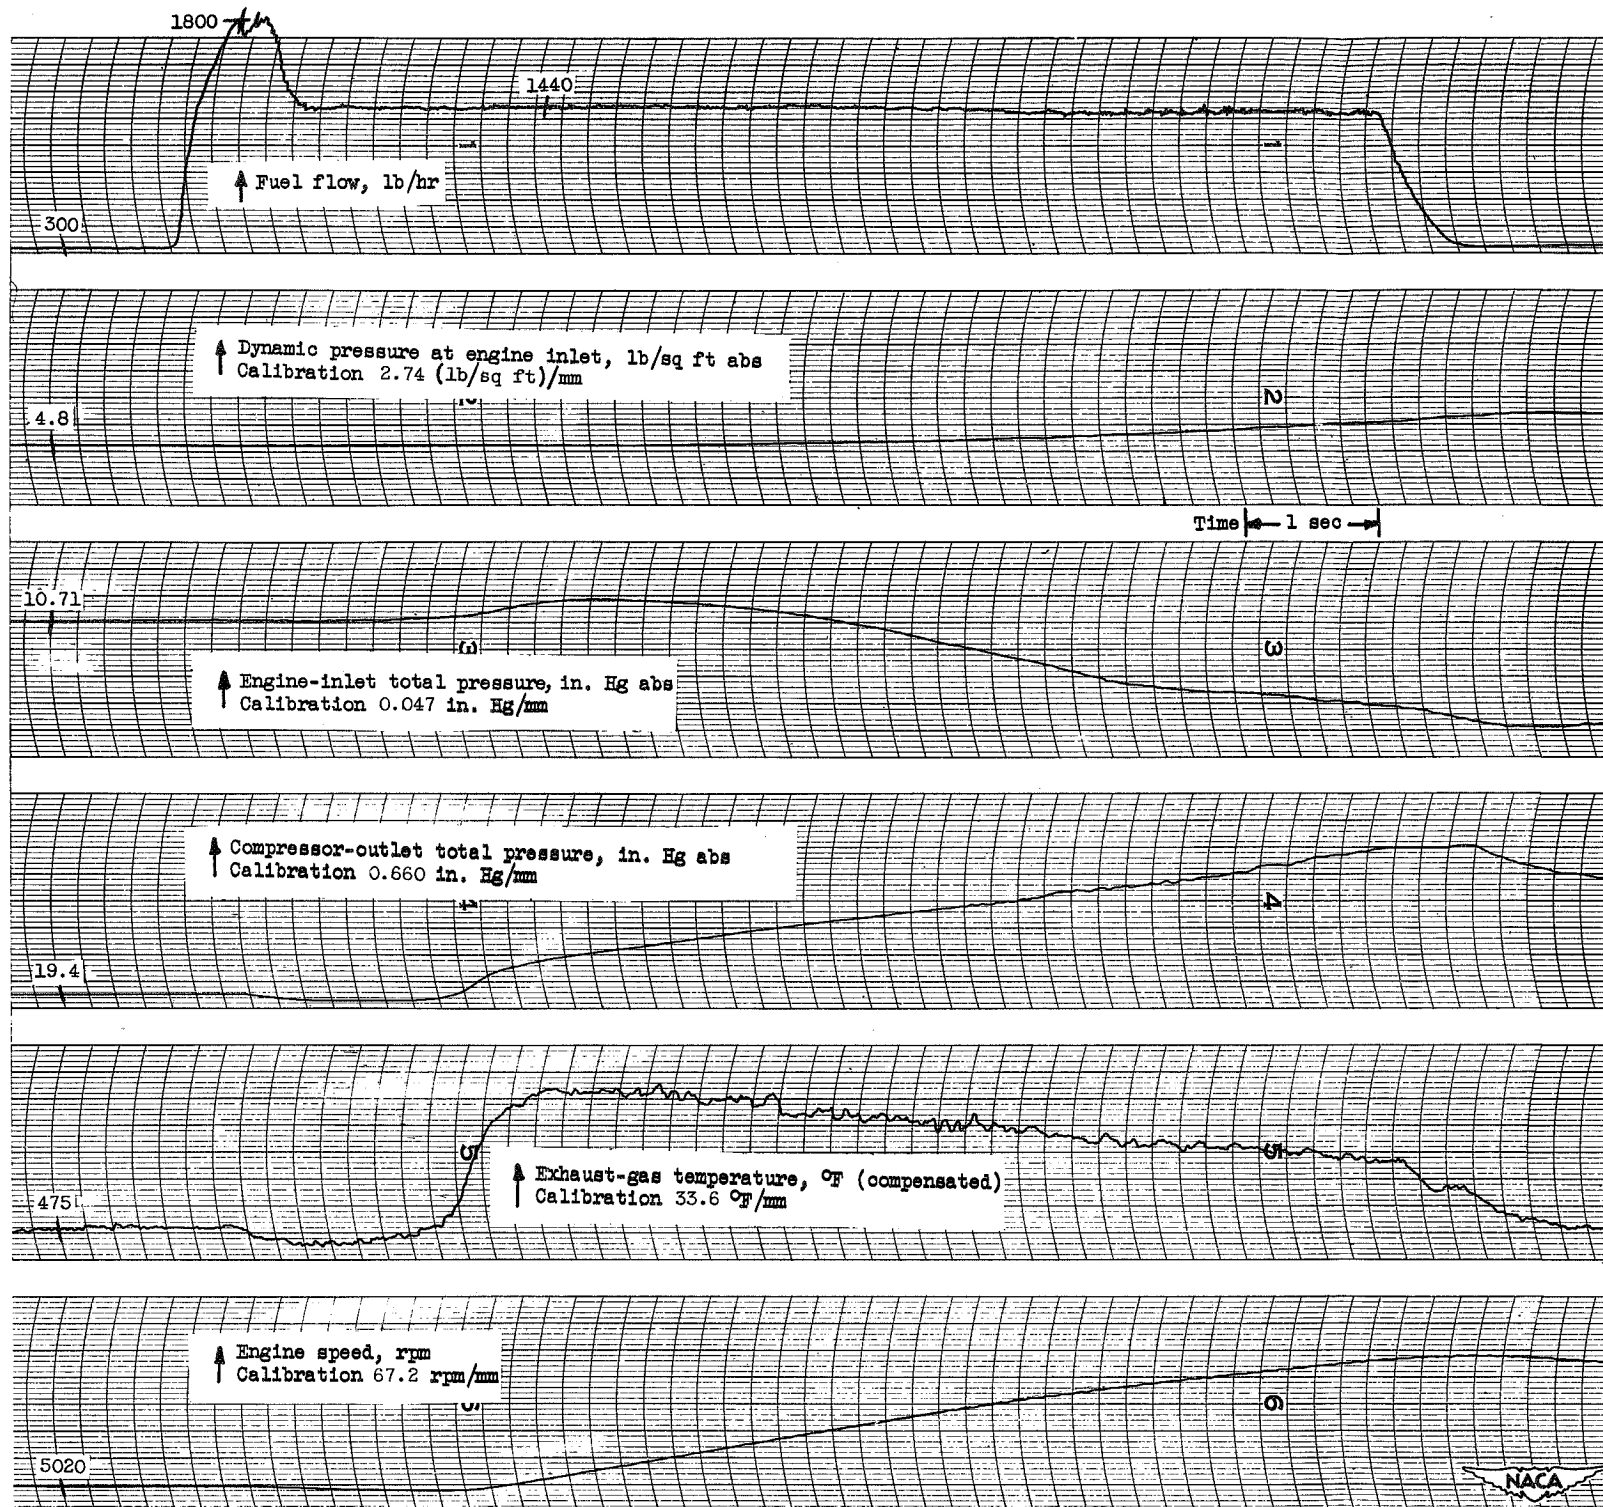 1800
1440
Fuel flow, lb/hr
300
Dynamic pressure at engine inlet, lb/sq ft abs
Calibration 2.74 (lb/sq ft)/mm
2
4.8
Time 1 sec
10.71
3 3
Engine-inlet total pressure, in. Hg abs
Calibration 0.047 in. Hg/mm
Compressor-outlet total pressure, in. Hg abs
Calibration 0.660 in. Hg/mm
4
19.4
5 5
Exhaust-gas temperature, °F (compensated)
Calibration 33.6 °F/mm
475
Engine speed, rpm
Calibration 67.2 rpm/mm
6
5020
NACA